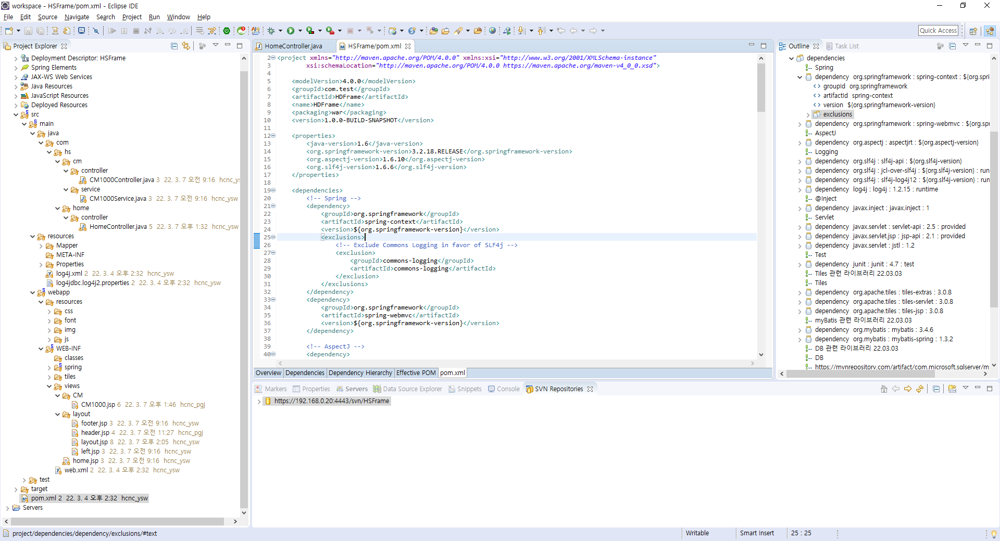 workspace - HSFrame/pom.xml - Eclipse IDE
File Edit Source Navigate Search Project Run Window Help
Quick Access
Project Explorer
Deployment Descriptor: HSFrame
Spring Elements
JAX-WS Web Services
Java Resources
JavaScript Resources
Deployed Resources
src
main
java
com
hs
cm
controller
CM1000Controller.java 3 22. 3. 7 오전 9:16 hcnc_ys
service
CM1000Service.java 3 22. 3. 7 오전 9:16 hcnc_ysw
home
controller
HomeController.java 5 22. 3. 7 오후 1:32 hcnc_ysw
resources
Mapper
META-INF
Properties
log4j.xml 2 22. 3. 4 오후 2:32 hcnc_ysw
log4jdbc.log4j2.properties 2 22. 3. 4 오후 2:32 hcnc_ysw
webapp
resources
css
font
img
js
WEB-INF
classes
spring
tiles
views
CM
CM1000.jsp 6 22. 3. 7 오후 1:46 hcnc_pgj
layout
footer.jsp 3 22. 3. 7 오전 9:16 hcnc_ysw
header.jsp 4 22. 3. 7 오전 11:27 hcnc_pgj
layout.jsp 8 22. 3. 7 오후 2:05 hcnc_ysw
left.jsp 3 22. 3. 7 오전 9:16 hcnc_ysw
home.jsp 3 22. 3. 7 오전 9:16 hcnc_ysw
web.xml 2 22. 3. 4 오후 2:32 hcnc_ysw
test
target
pom.xml 2 22. 3. 4 오후 2:32 hcnc_ysw
Servers
HomeController.java HSFrame/pom.xml
2 <project xmlns="http://maven.apache.org/POM/4.0.0" xmlns:xsi="http://www.w3.org/2001/XMLSchema-instance"
3 xsi:schemaLocation="http://maven.apache.org/POM/4.0.0 https://maven.apache.org/maven-v4_0_0.xsd">
4
5 <modelVersion>4.0.0</modelVersion>
6 <groupId>com.test</groupId>
7 <artifactId>HDFrame</artifactId>
8 <name>HDFrame</name>
9 <packaging>war</packaging>
10 <version>1.0.0-BUILD-SNAPSHOT</version>
11
12 <properties>
13 <java-version>1.6</java-version>
14 <org.springframework-version>3.2.18.RELEASE</org.springframework-version>
15 <org.aspectj-version>1.6.10</org.aspectj-version>
16 <org.slf4j-version>1.6.6</org.slf4j-version>
17 </properties>
18
19 <dependencies>
20 <!-- Spring -->
21 <dependency>
22 <groupId>org.springframework</groupId>
23 <artifactId>spring-context</artifactId>
24 <version>${org.springframework-version}</version>
25 <exclusions>
26 <!-- Exclude Commons Logging in favor of SLF4j -->
27 <exclusion>
28 <groupId>commons-logging</groupId>
29 <artifactId>commons-logging</artifactId>
30 </exclusion>
31 </exclusions>
32 </dependency>
33 <dependency>
34 <groupId>org.springframework</groupId>
35 <artifactId>spring-webmvc</artifactId>
36 <version>${org.springframework-version}</version>
37 </dependency>
38
39 <!-- AspectJ -->
40 <dependency>
Overview Dependencies Dependency Hierarchy Effective POM pom.xml
Outline Task List
dependencies
Spring
dependency org.springframework : spring-context : ${org.spri
groupId org.springframework
artifactId spring-context
version ${org.springframework-version}
exclusions
dependency org.springframework : spring-webmvc : ${org.sp
AspectJ
dependency org.aspectj : aspectjrt : ${org.aspectj-version}
Logging
dependency org.slf4j : slf4j-api : ${org.slf4j-version}
dependency org.slf4j : jcl-over-slf4j : ${org.slf4j-version} : run
dependency org.slf4j : slf4j-log4j12 : ${org.slf4j-version} : run
dependency log4j : log4j : 1.2.15 : runtime
@Inject
dependency javax.inject : javax.inject : 1
Servlet
dependency javax.servlet : servlet-api : 2.5 : provided
dependency javax.servlet.jsp : jsp-api : 2.1 : provided
dependency javax.servlet : jstl : 1.2
Test
dependency junit : junit : 4.7 : test
Tiles 관련 라이브러리 22.03.03
Tiles
dependency org.apache.tiles : tiles-extras : 3.0.8
dependency org.apache.tiles : tiles-servlet : 3.0.8
dependency org.apache.tiles : tiles-jsp : 3.0.8
myBatis 관련 라이브러리 22.03.03
dependency org.mybatis : mybatis : 3.4.6
dependency org.mybatis : mybatis-spring : 1.3.2
DB 관련 라이브러리 22.03.03
DB
https://mvnrepository.com/artifact/com.microsoft.sqlserver/m
Markers Properties Servers Data Source Explorer Snippets Console SVN Repositories
https://192.168.0.20:4443/svn/HSFrame
project/dependencies/dependency/exclusions/#text
Writable Smart Insert 25 : 25